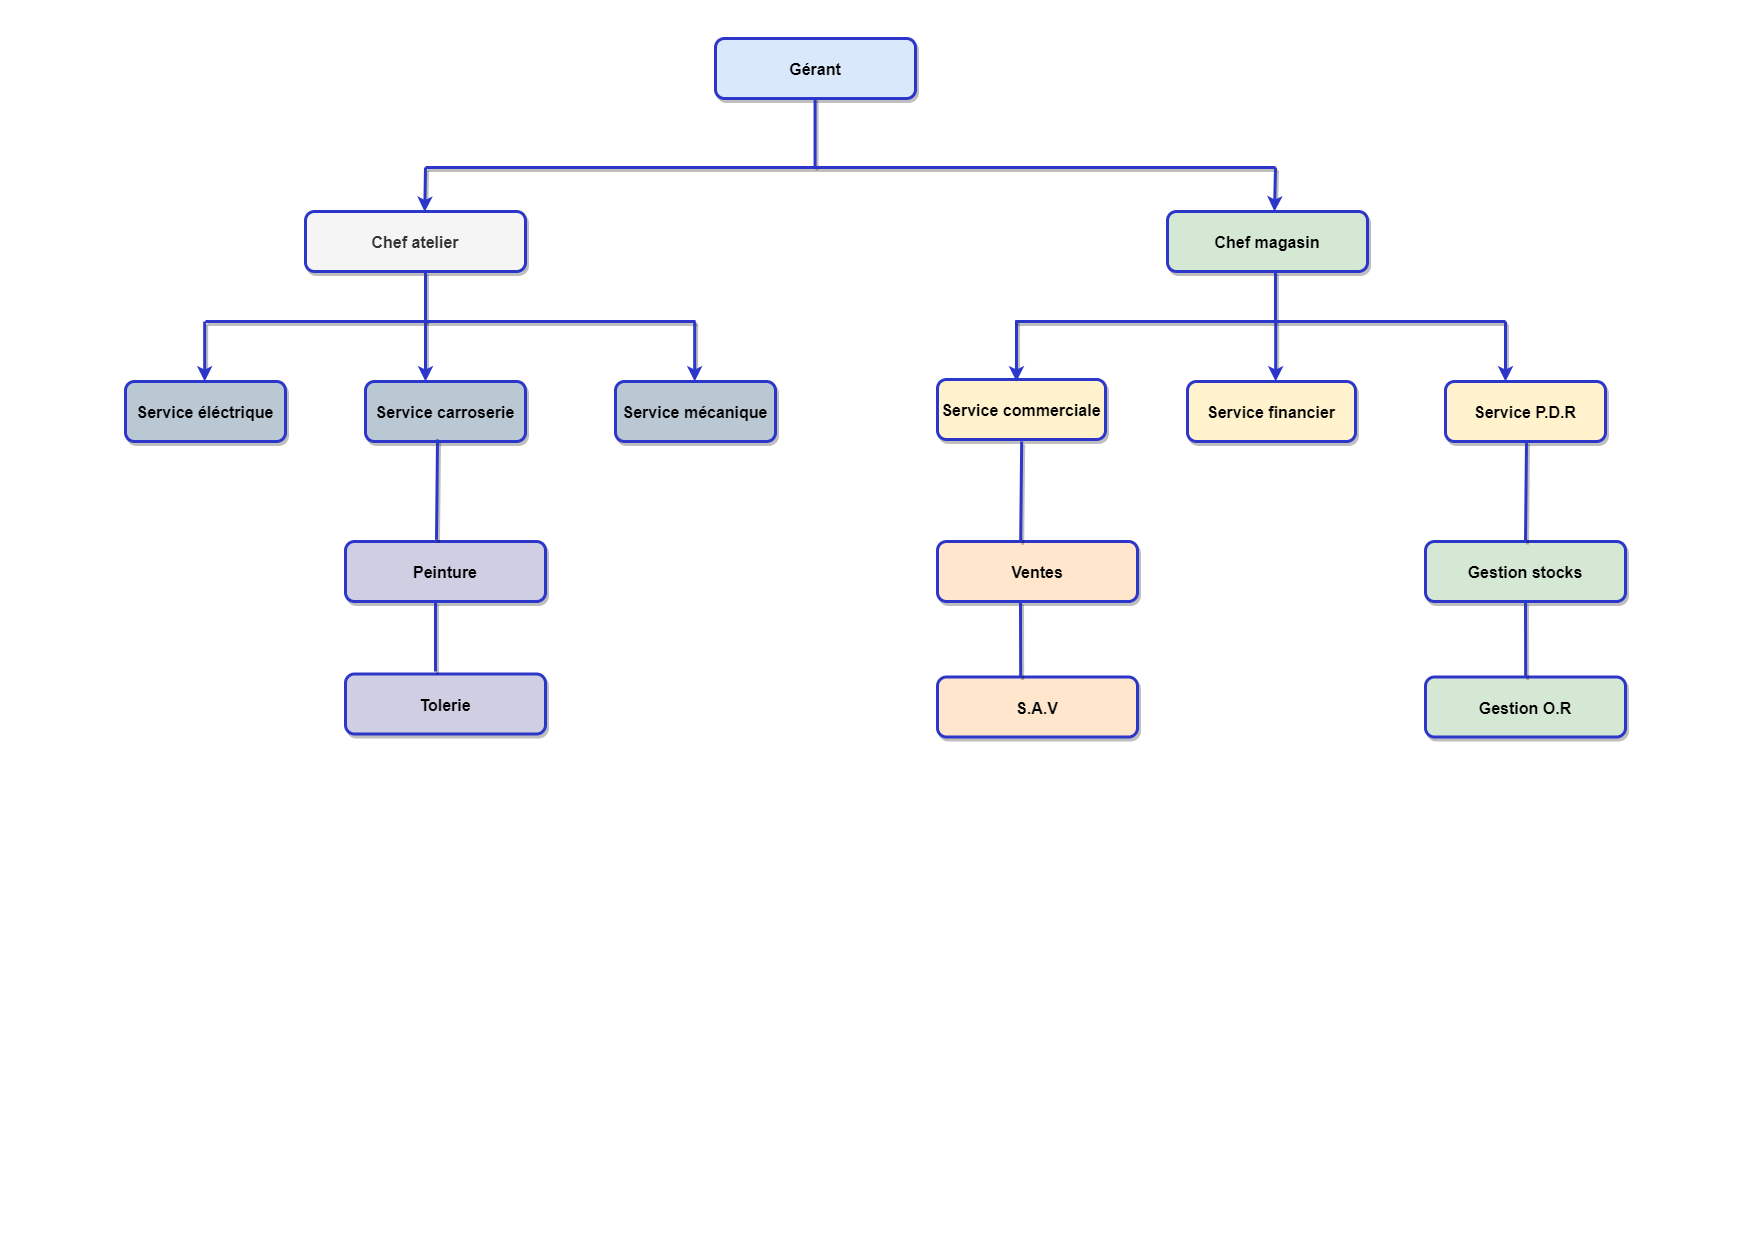 Gérant
Chef atelier
Chef magasin
Service éléctrique
Service carroserie
Service mécanique
Service commerciale
Service financier
Service P.D.R
Peinture
Ventes
Gestion stocks
Tolerie
S.A.V
Gestion O.R